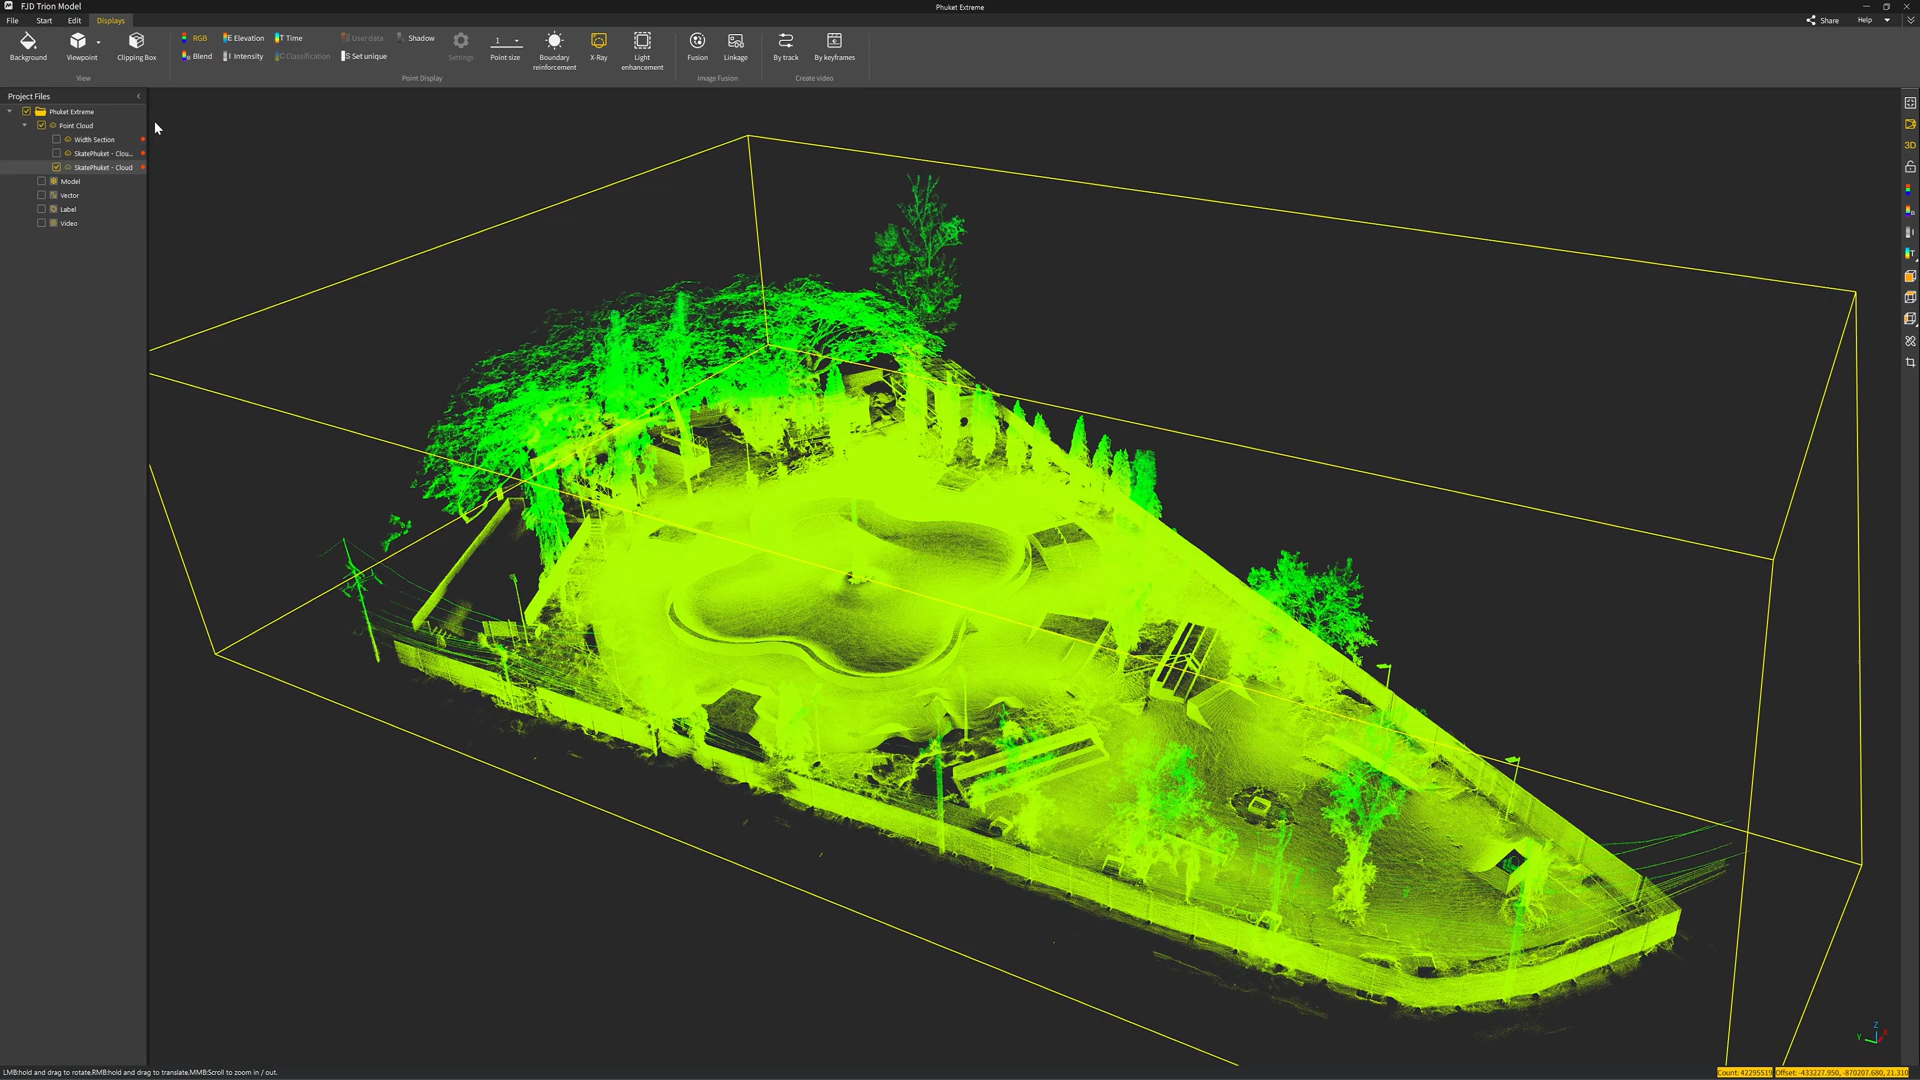 FJD Trion Model
Phuket Extreme
File Start Edit Displays
Share Help
Background
Viewpoint
Clipping Box
View
RGB
Blend
Elevation
Intensity
Time
Classification
User data
Set unique
Shadow
Settings
1
Point size
Boundary reinforcement
X-Ray
Light enhancement
Point Display
Fusion
Linkage
Image Fusion
By track
By keyframes
Create video
Project Files
Phuket Extreme
Point Cloud
Width Section
SkatePhuket - Clou...
SkatePhuket - Cloud
Model
Vector
Label
Video
3D
Z
Y
LMB:hold and drag to rotate,RMB:hold and drag to translate,MMB:Scroll to zoom in / out.
Count: 42295519 Offset: -433227.950, -870207.680, 21.310